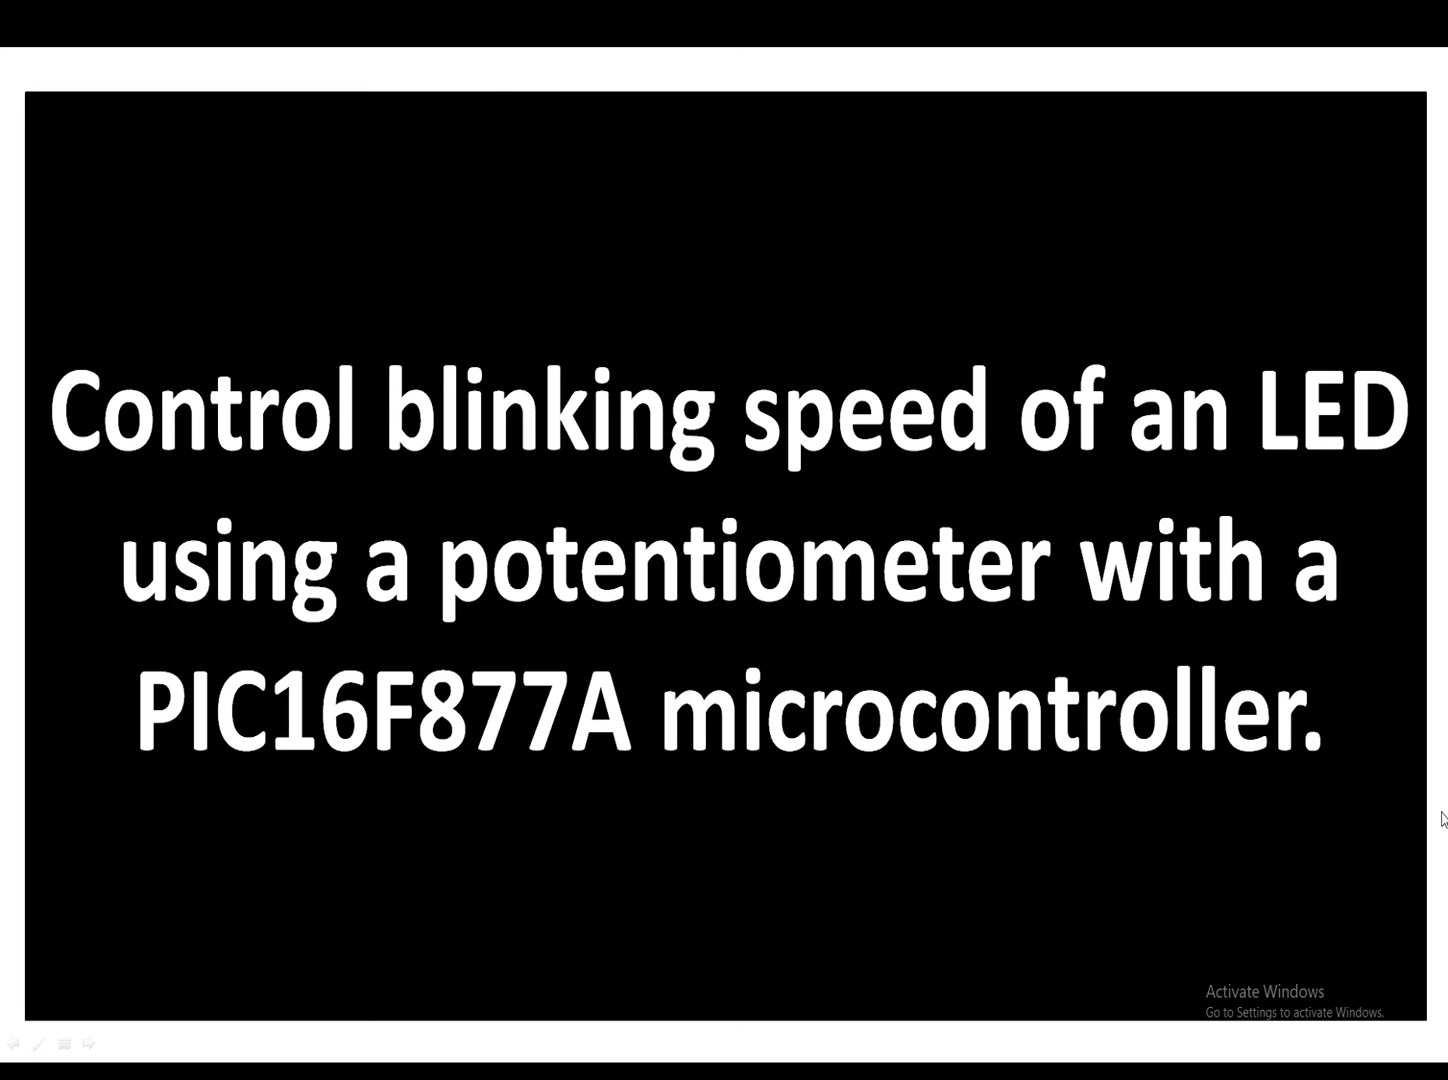 Control blinking speed of an LED
using a potentiometer with a
PIC16F877A microcontroller.
Activate Windows
Go to Settings to activate Windows.